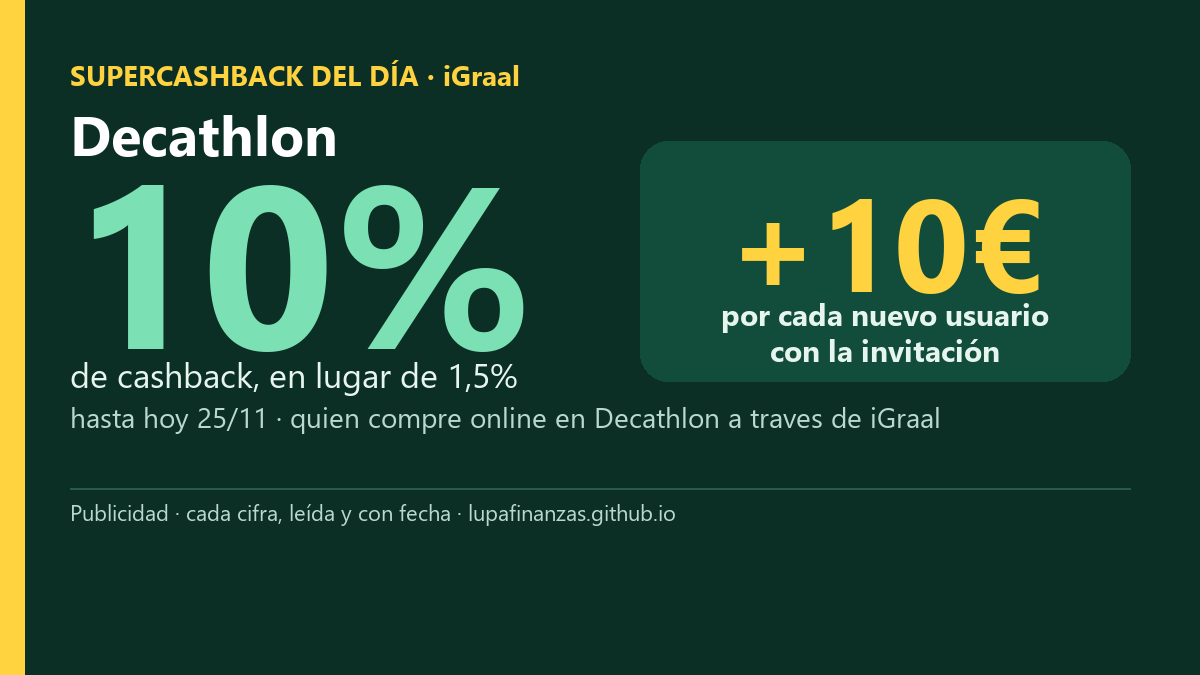 SUPERCASHBACK DEL DÍA · iGraal
Decathlon
10%
de cashback, en lugar de 1,5%
hasta hoy 25/11 · quien compre online en Decathlon a traves de iGraal
+10€
por cada nuevo usuario
con la invitación
Publicidad · cada cifra, leída y con fecha · lupafinanzas.github.io